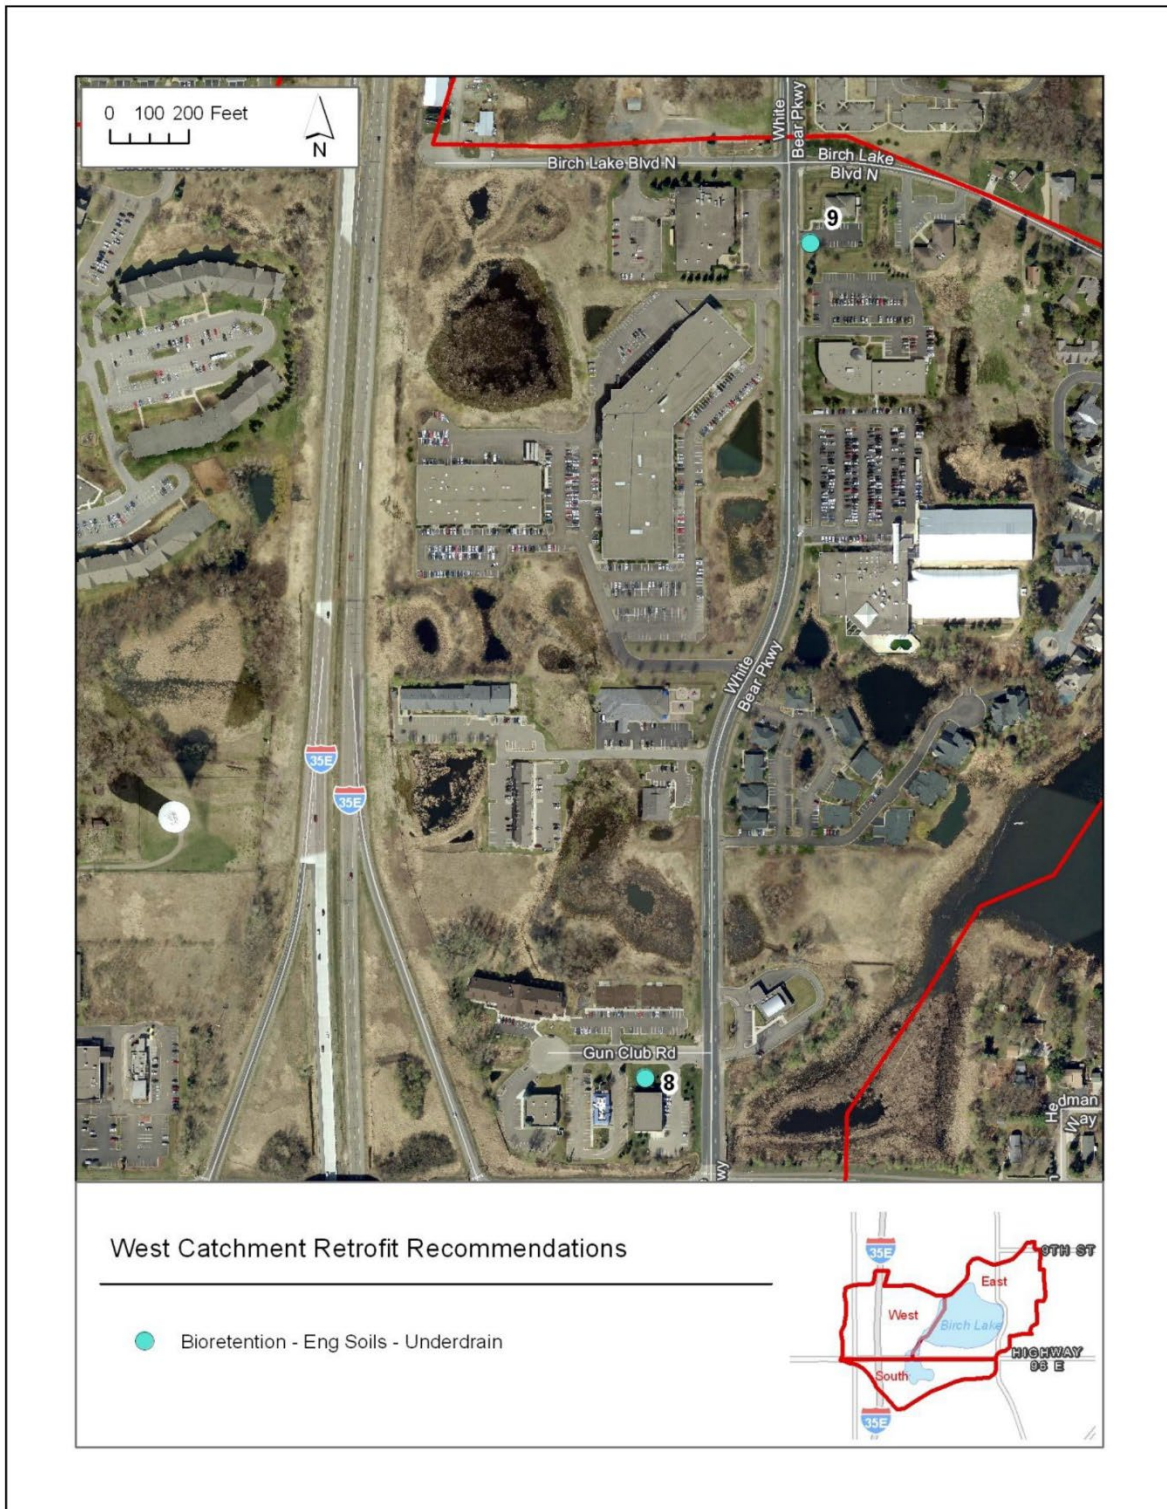 0 100 200 Feet
N
White
Bear Pkwy
Birch Lake Blvd N
Birch Lake
Blvd N
9
White
Bear Pkwy
35E
35E
Gun Club Rd
8
Hedman
Way
wy
West Catchment Retrofit Recommendations
Bioretention - Eng Soils - Underdrain
35E
9TH ST
East
West
Birch Lake
HIGHWAY
96 E
South
35E